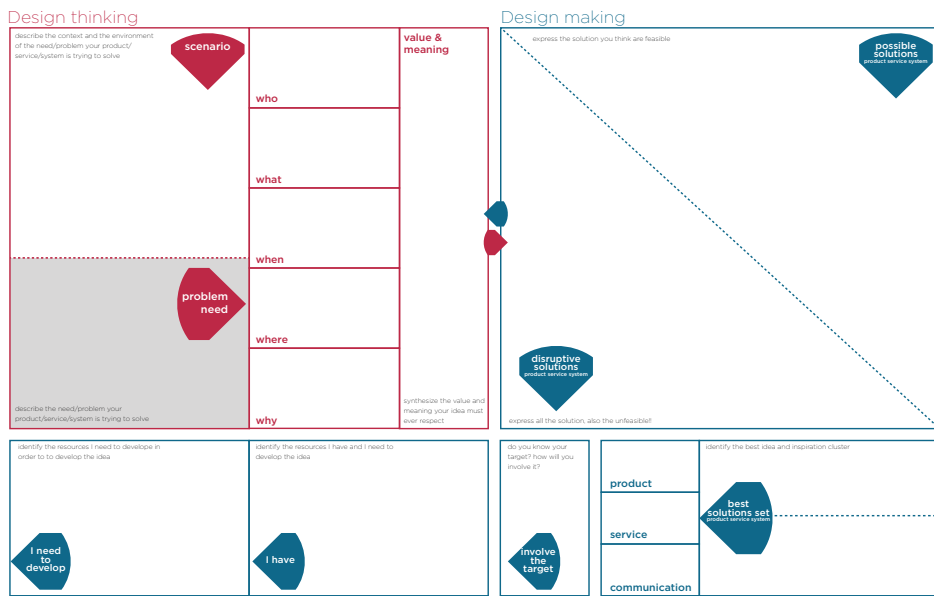 Design thinking
describe the context and the environment
of the need/problem your product/
service/system is trying to solve
scenario
who
what
when
where
why
value &
meaning
problem
need
describe the need/problem your
product/service/system is trying to solve
synthesize the value and
meaning your idea must
ever respect
Design making
express the solution you think are feasible
possible
solutions
product service system
disruptive
solutions
product service system
express all the solution, also the unfeasible!!
identify the resources I need to develope in
order to to develop the idea
I need
to
develop
identify the resources I have and I need to
develop the idea
I have
do you know your
target? how will you
involve it?
involve
the
target
product
service
communication
identify the best idea and inspiration cluster
best
solutions set
product service system